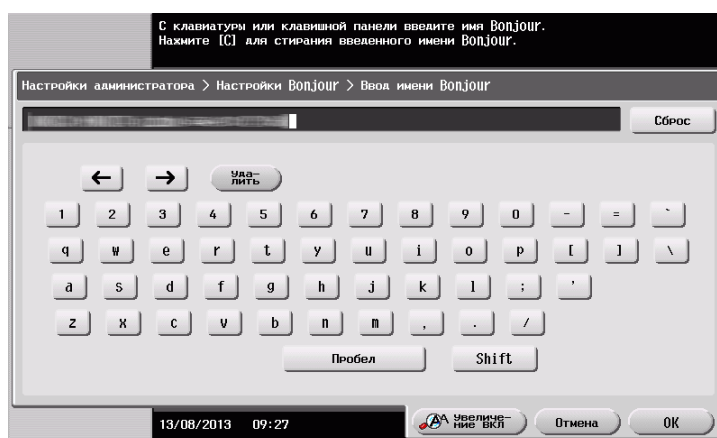 С клавиатуры или клавишной панели введите имя Bonjour.
Нажмите [C] для стирания введенного имени Bonjour.
Настройки администратора > Настройки Bonjour > Ввод имени Bonjour
Сброс
← → Уда-
лить
1 2 3 4 5 6 7 8 9 0 - = `
q w e r t y u i o p [ ] \
a s d f g h j k l ; '
z x c v b n m , . /
Пробел Shift
13/08/2013 09:27
Увеличе-
ние ВКЛ
Отмена
OK